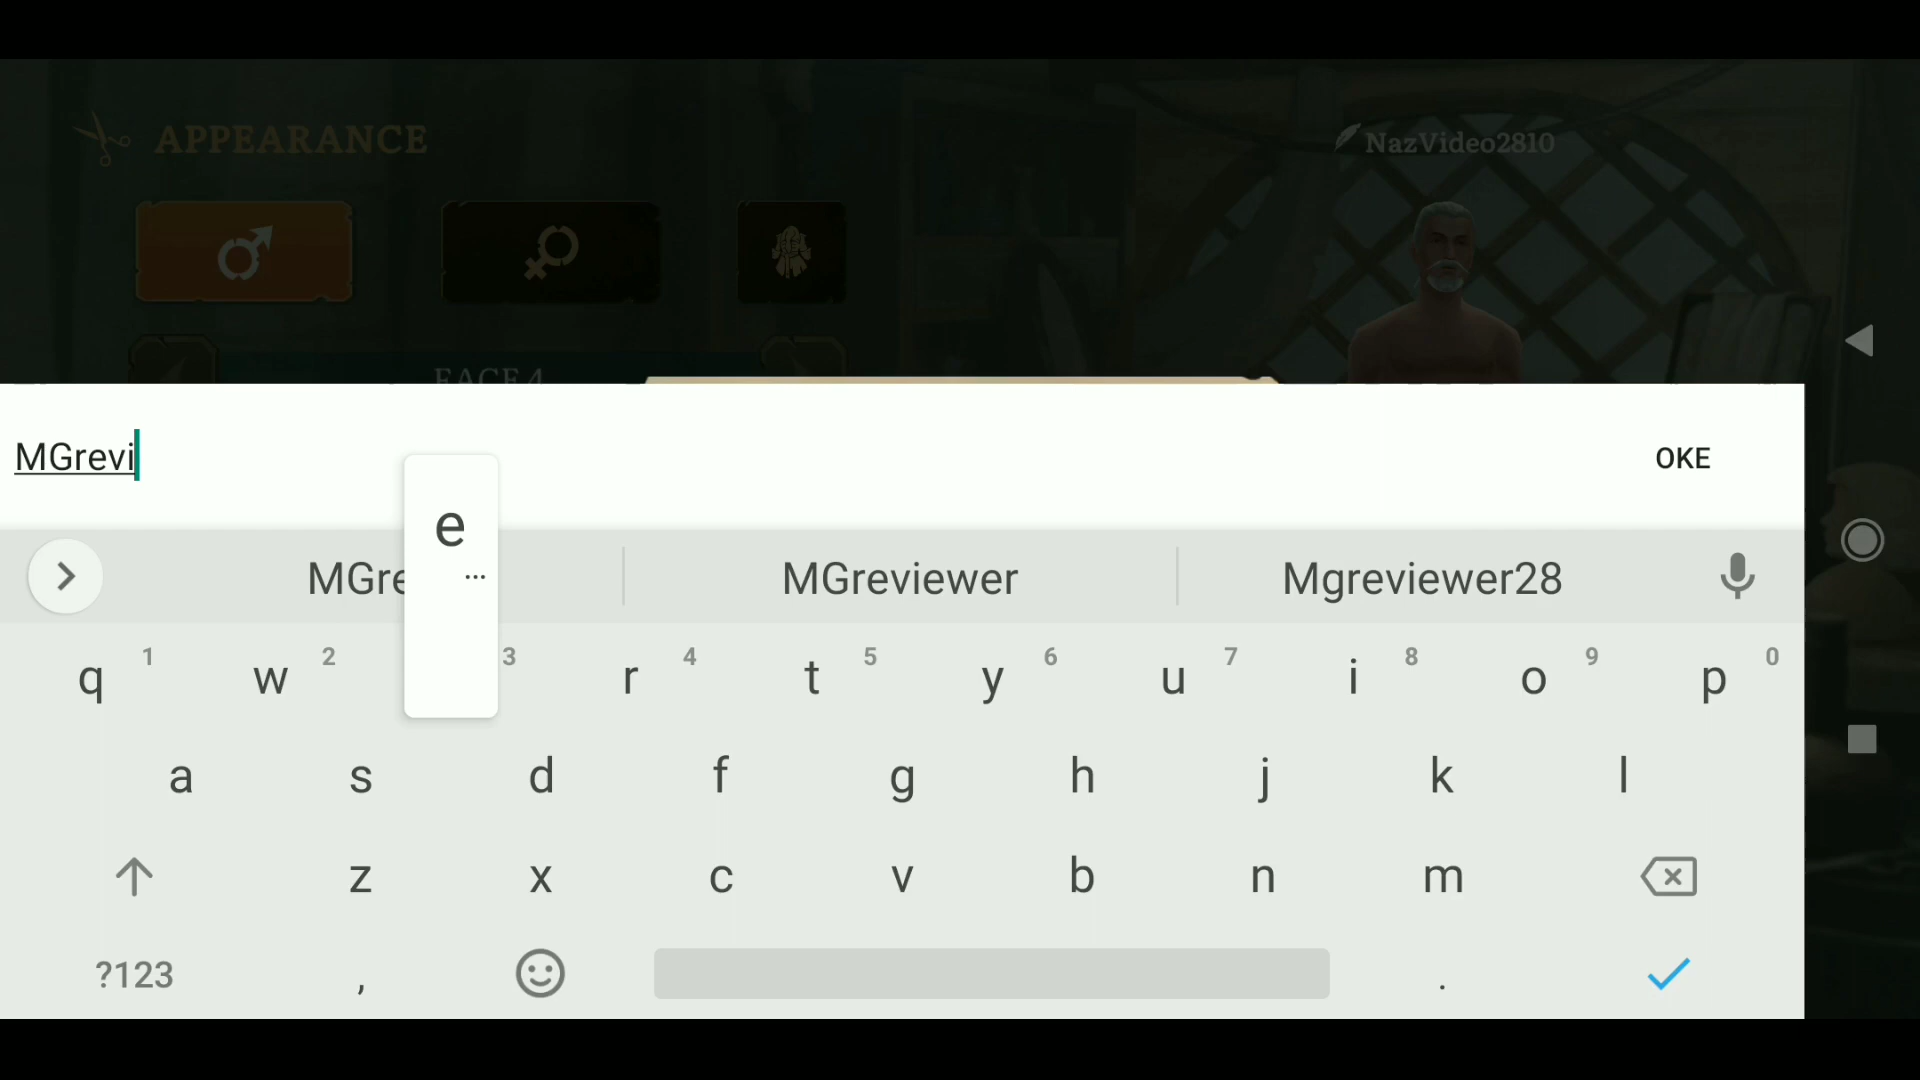 APPEARANCE
NazVideo2810
FACE 4
MGrevi
OKE
e
...
MGre
MGreviewer
Mgreviewer28
q 1 w 2 3 r 4 t 5 y 6 u 7 i 8 o 9 p 0
a s d f g h j k l
z x c v b n m
?123 , .